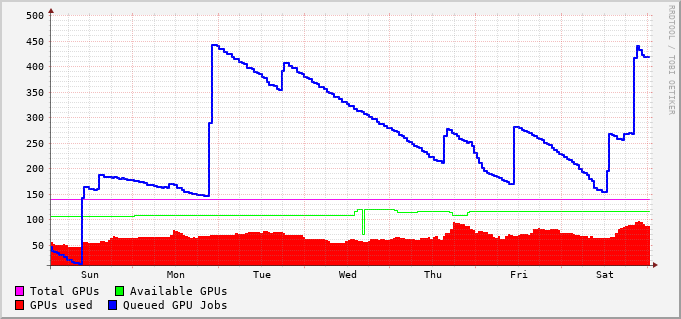 500
450
400
350
300
250
200
150
100
50
Sun Mon Tue Wed Thu Fri Sat
Total GPUs Available GPUs
GPUs used Queued GPU Jobs
RRDTOOL / TOBI OETIKER